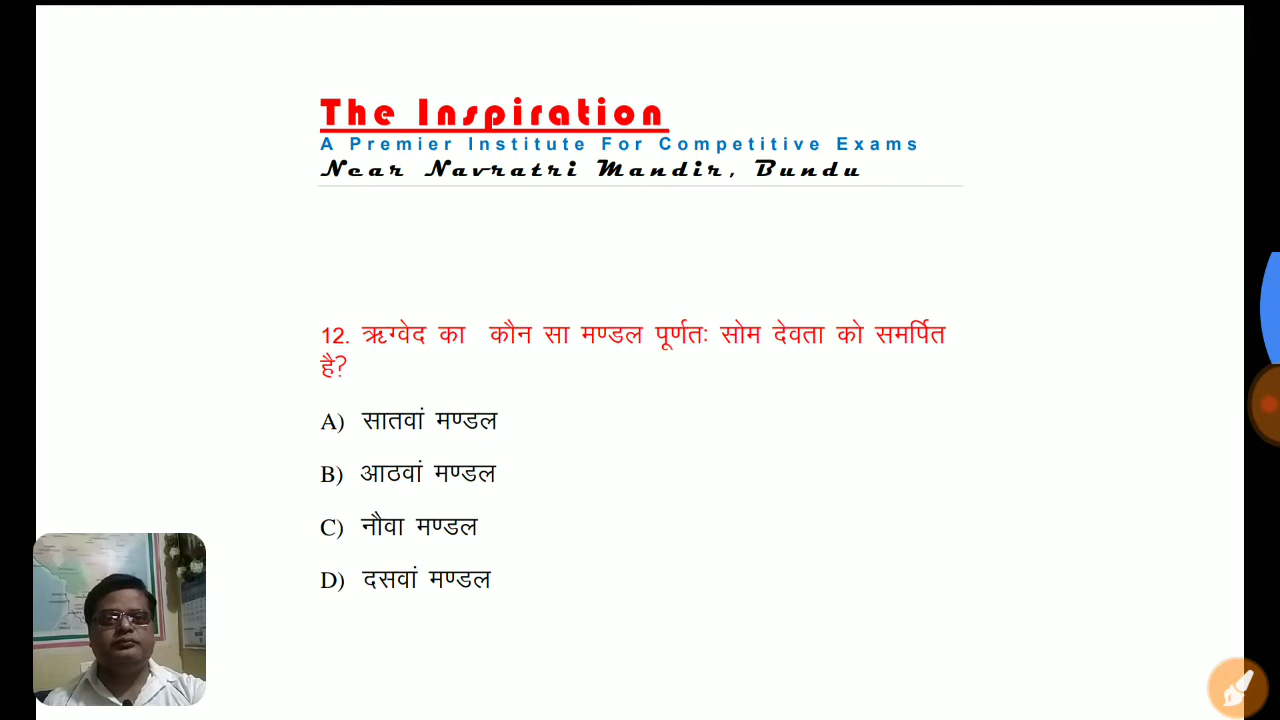 The Inspiration
A Premier Institute For Competitive Exams
Near Navratri Mandir, Bundu
12. ऋग्वेद का कौन सा मण्डल पूर्णतः सोम देवता को समर्पित
है?
A) सातवां मण्डल
B) आठवां मण्डल
C) नौवा मण्डल
D) दसवां मण्डल